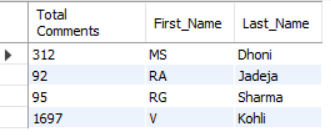 Total
Comments First_Name Last_Name
312 MS Dhoni
92 RA Jadeja
95 RG Sharma
1697 V Kohli